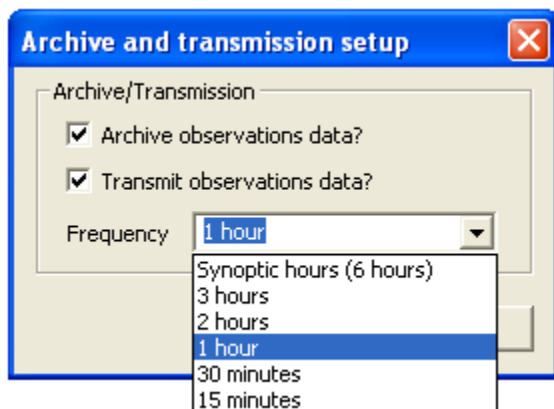 Archive and transmission setup
Archive/Transmission
Archive observations data?
Transmit observations data?
Frequency 1 hour
Synoptic hours (6 hours)
3 hours
2 hours
1 hour
30 minutes
15 minutes